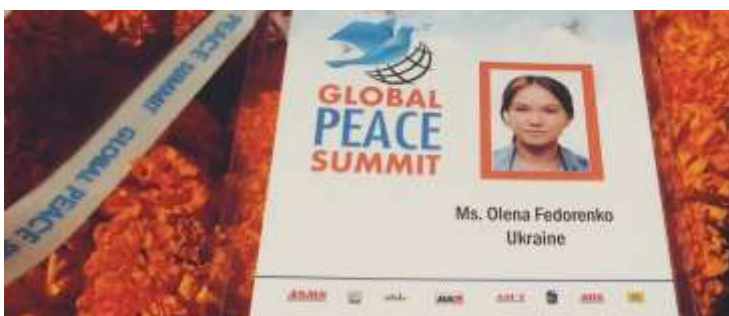 PEACE SUMMIT GLOBAL PEACE S
GLOBAL
PEACE
SUMMIT
Ms. Olena Fedorenko
Ukraine